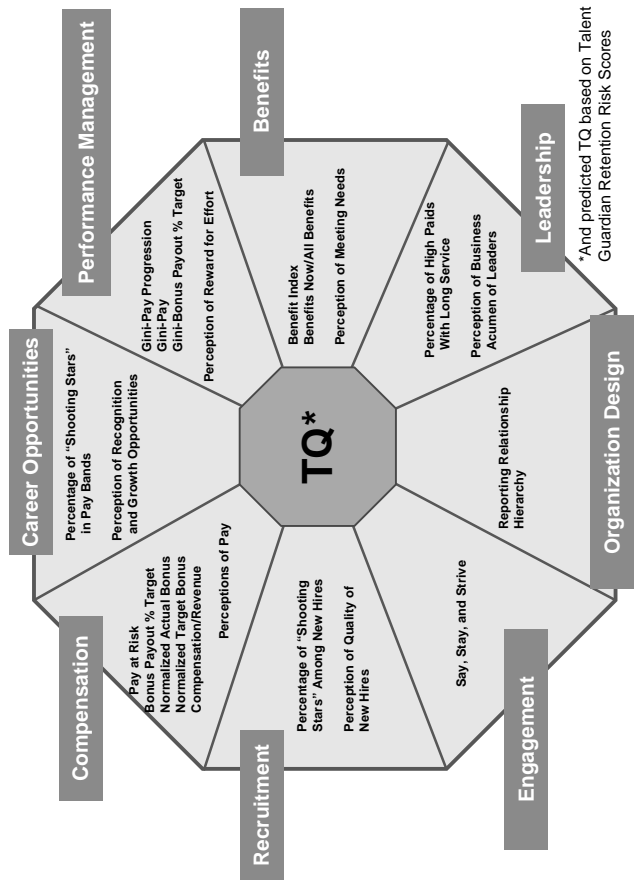 Career Opportunities
Percentage of “Shooting Stars”
in Pay Bands
Perception of Recognition
and Growth Opportunities
Performance Management
Gini-Pay Progression
Gini-Pay
Gini-Bonus Payout % Target
Perception of Reward for Effort
Benefits
Benefit Index
Benefits Now/All Benefits
Perception of Meeting Needs
Leadership
Percentage of High Paids
With Long Service
Perception of Business
Acumen of Leaders
Organization Design
Reporting Relationship
Hierarchy
Engagement
Say, Stay, and Strive
Recruitment
Percentage of “Shooting
Stars” Among New Hires
Perception of Quality of
New Hires
Compensation
Pay at Risk
Bonus Payout % Target
Normalized Actual Bonus
Normalized Target Bonus
Compensation/Revenue
Perceptions of Pay
TQ*
*And predicted TQ based on Talent
Guardian Retention Risk Scores